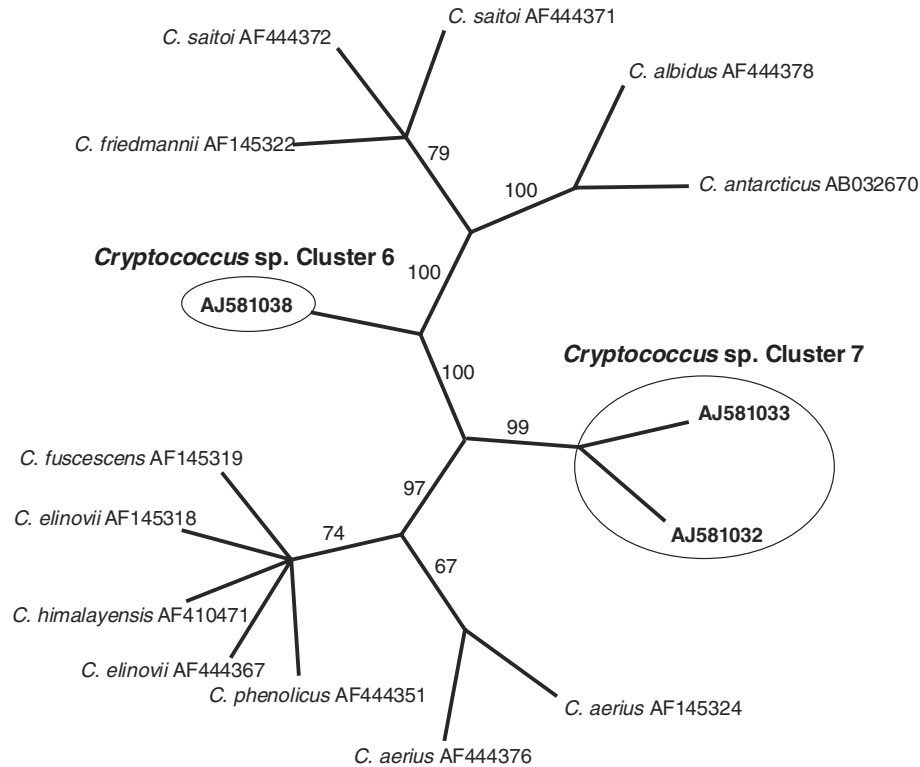 C. saitoi AF444371
C. saitoi AF444372
C. albidus AF444378
C. friedmannii AF145322
79
100
C. antarcticus AB032670
Cryptococcus sp. Cluster 6
100
AJ581038
Cryptococcus sp. Cluster 7
100
AJ581033
99
C. fuscescens AF145319
97
C. elinovii AF145318
74
AJ581032
67
C. himalayensis AF410471
C. elinovii AF444367
C. phenolicus AF444351
C. aerius AF145324
C. aerius AF444376